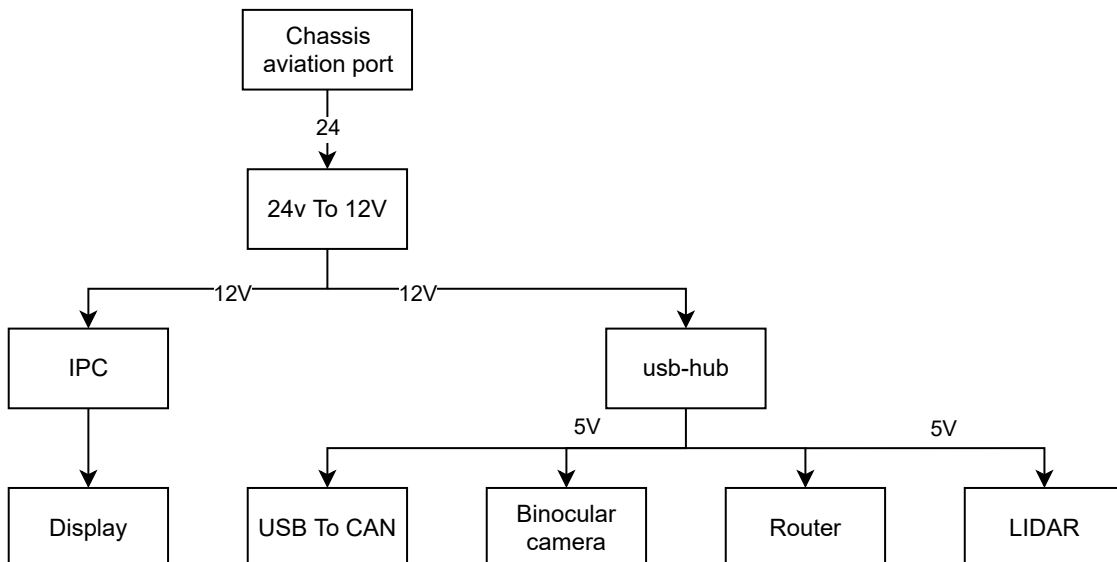 Chassis
aviation port
24
24v To 12V
12V
12V
IPC
usb-hub
5V
5V
Display
USB To CAN
Binocular
camera
Router
LIDAR